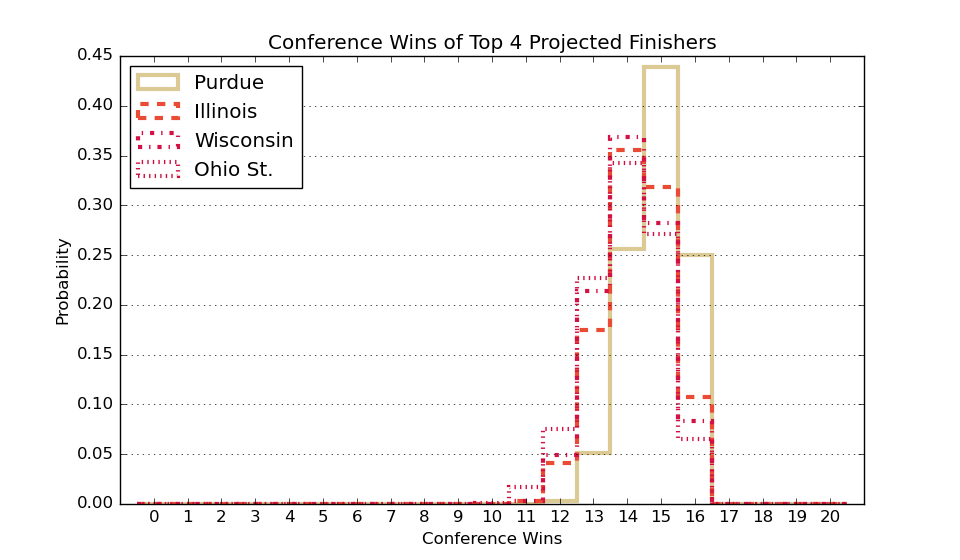 Conference Wins of Top 4 Projected Finishers
0.45
0.40
0.35
0.30
0.25
0.20
0.15
0.10
0.05
0.00
Probability
Purdue
Illinois
Wisconsin
Ohio St.
0 1 2 3 4 5 6 7 8 9 10 11 12 13 14 15 16 17 18 19 20
Conference Wins